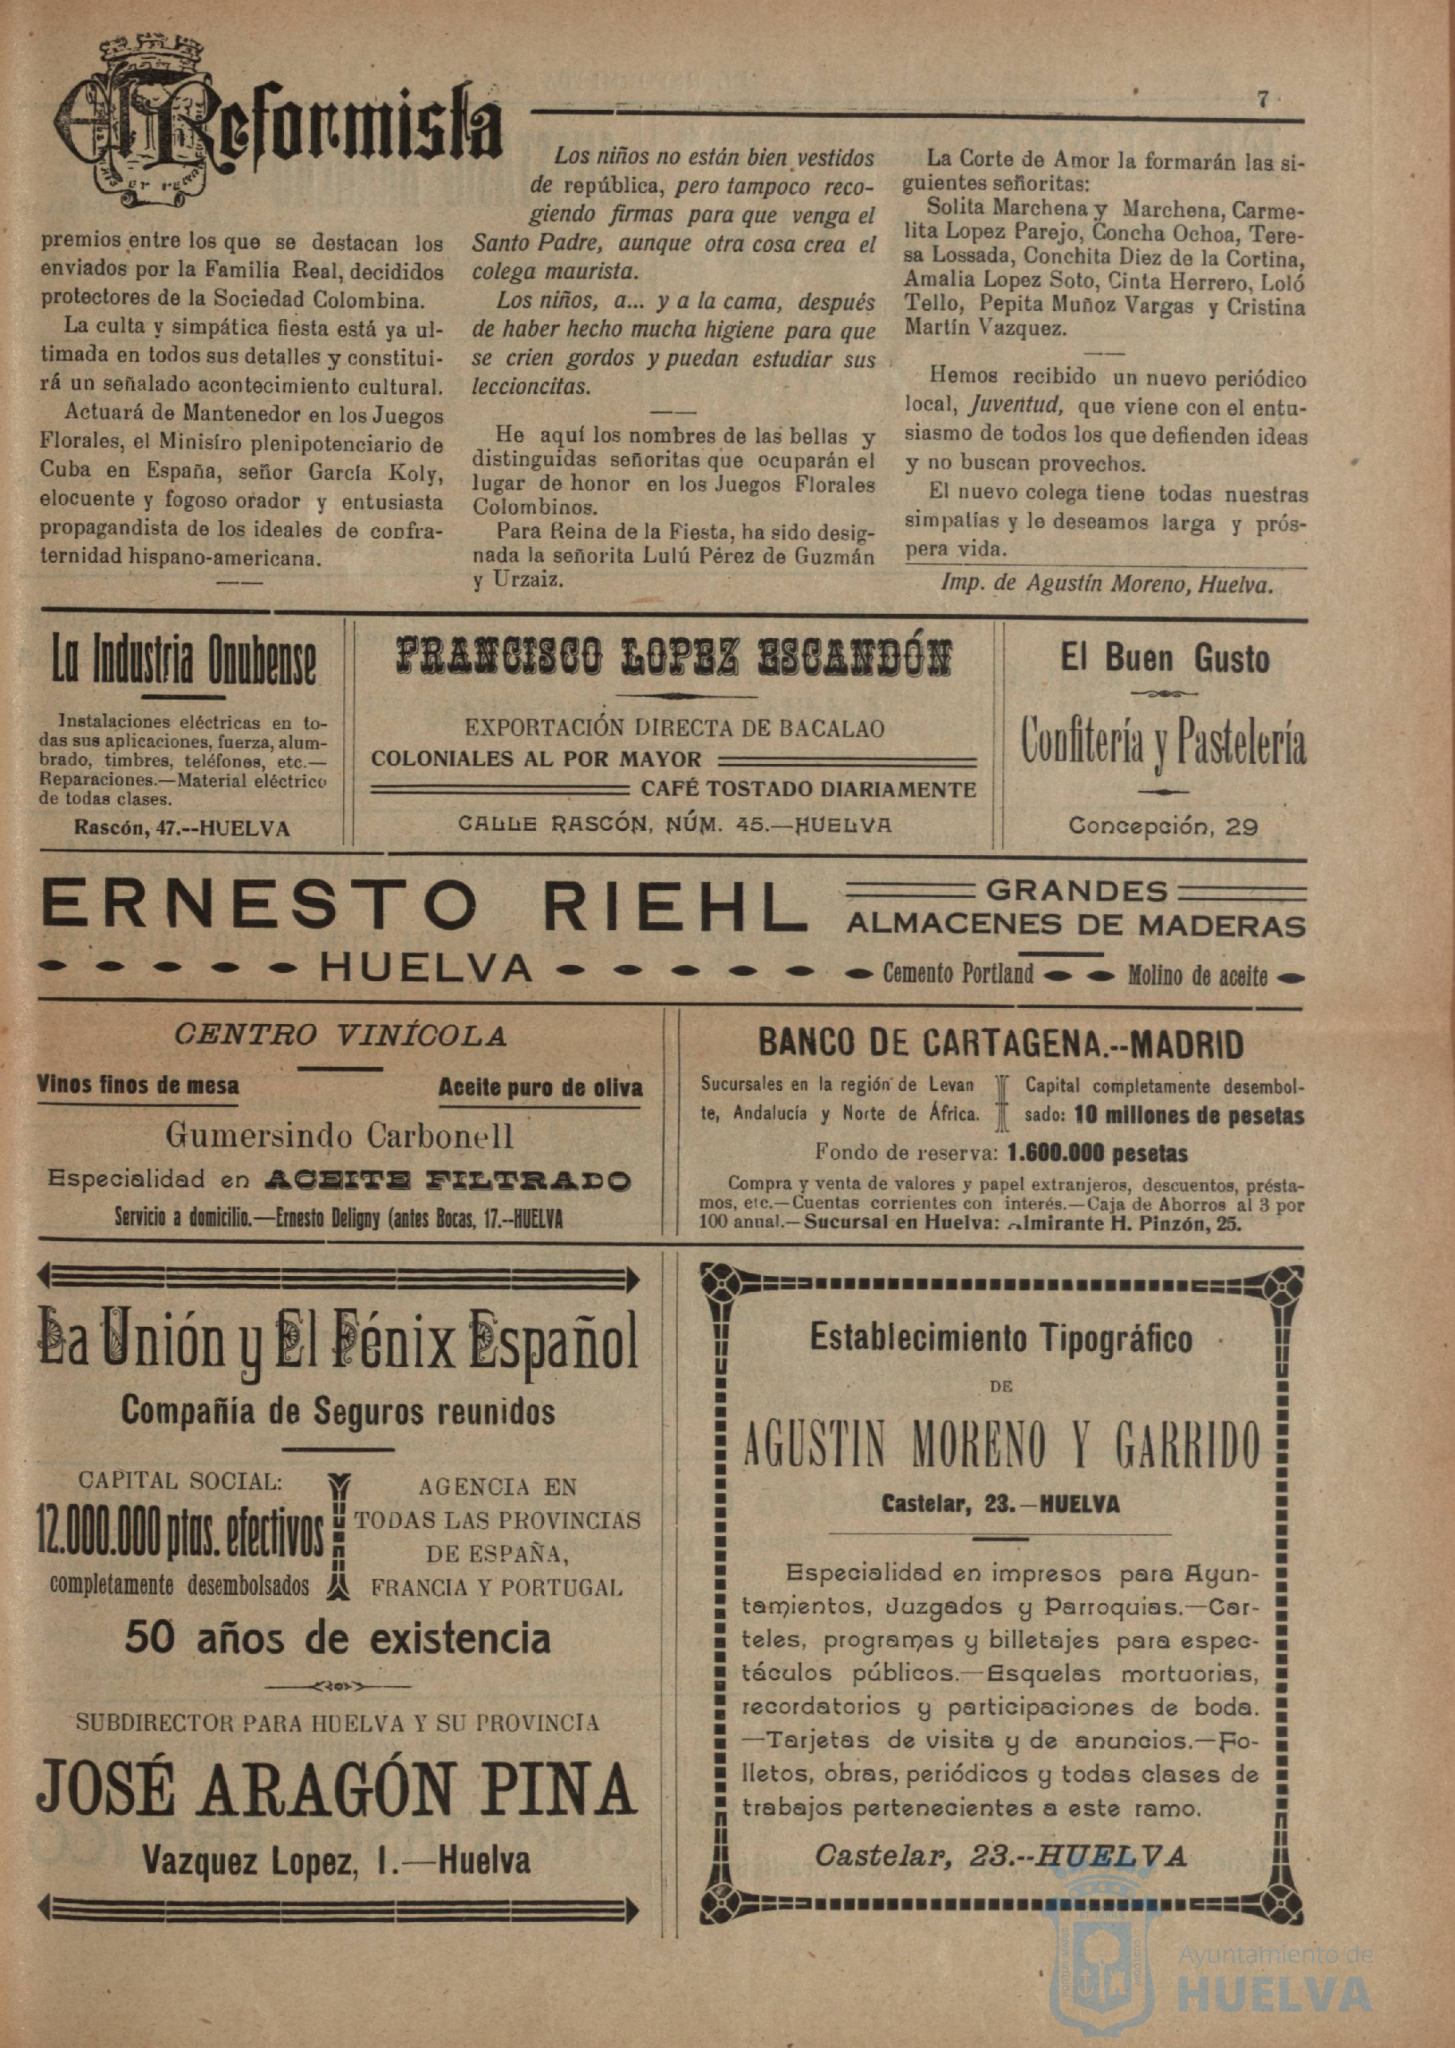 El Reformista
7
premios entre los que se destacan los
enviados por la Familia Real, decididos
protectores de la Sociedad Colombina.
La culta y simpática fiesta está ya ul-
timada en todos sus detalles y constitui-
rá un señalado acontecimiento cultural.
Actuará de Mantenedor en los Juegos
Florales, el Ministro plenipotenciario de
Cuba en España, señor García Koly,
elocuente y fogoso orador y entusiasta
propagandista de los ideales de confra-
ternidad hispano-americana.
Los niños no están bien vestidos
de república, pero tampoco reco-
giendo firmas para que venga el
Santo Padre, aunque otra cosa crea el
colega maurista.
Los niños, a... y a la cama, después
de haber hecho mucha higiene para que
se crien gordos y puedan estudiar sus
leccioncitas.
He aquí los nombres de las bellas y
distinguidas señoritas que ocuparán el
lugar de honor en los Juegos Florales
Colombinos.
Para Reina de la Fiesta, ha sido desig-
nada la señorita Lulú Pérez de Guzmán
y Urzaiz.
La Corte de Amor la formarán las si-
guientes señoritas:
Solita Marchena y Marchena, Carme-
lita Lopez Parejo, Concha Ochoa, Tere-
sa Lossada, Conchita Diez de la Cortina,
Amalia Lopez Soto, Cinta Herrero, Loló
Tello, Pepita Muñoz Vargas y Cristina
Martín Vazquez.
Hemos recibido un nuevo periódico
local, Juventud, que viene con el entu-
siasmo de todos los que defienden ideas
y no buscan provechos.
El nuevo colega tiene todas nuestras
simpatías y le deseamos larga y prós-
pera vida.
Imp. de Agustín Moreno, Huelva.
La Industria Onubense
Instalaciones eléctricas en to-
das sus aplicaciones, fuerza, alum-
brado, timbres, teléfonos, etc.—
Reparaciones.—Material eléctrico
de todas clases.
Rascón, 47.--HUELVA
FRANCISCO LOPEZ ESCANDÓN
EXPORTACIÓN DIRECTA DE BACALAO
COLONIALES AL POR MAYOR
CAFÉ TOSTADO DIARIAMENTE
CALLE RASCÓN, NÚM. 45.—HUELVA
El Buen Gusto
Confitería y Pastelería
Concepción, 29
ERNESTO RIEHL
HUELVA
GRANDES
ALMACENES DE MADERAS
Cemento Portland
Molino de aceite
CENTRO VINÍCOLA
Vinos finos de mesa
Aceite puro de oliva
Gumersindo Carbonell
Especialidad en ACEITE FILTRADO
Servicio a domicilio.—Ernesto Deligny (antes Bocas, 17.--HUELVA
BANCO DE CARTAGENA.--MADRID
Sucursales en la región de Levan
te, Andalucía y Norte de África.
Capital completamente desembol-
sado: 10 millones de pesetas
Fondo de reserva: 1.600.000 pesetas
Compra y venta de valores y papel extranjeros, descuentos, présta-
mos, etc.—Cuentas corrientes con interés.—Caja de Ahorros al 3 por
100 anual.—Sucursal en Huelva: Almirante H. Pinzón, 25.
La Unión y El Fénix Español
Compañía de Seguros reunidos
CAPITAL SOCIAL:
12.000.000 ptas. efectivos
completamente desembolsados
AGENCIA EN
TODAS LAS PROVINCIAS
DE ESPAÑA,
FRANCIA Y PORTUGAL
50 años de existencia
SUBDIRECTOR PARA HUELVA Y SU PROVINCIA
JOSÉ ARAGÓN PINA
Vazquez Lopez, 1.—Huelva
Establecimiento Tipográfico
DE
AGUSTIN MORENO Y GARRIDO
Castelar, 23.—HUELVA
Especialidad en impresos para Ayun-
tamientos, Juzgados y Parroquias.—Car-
teles, programas y billetajes para espec-
táculos públicos.—Esquelas mortuorias,
recordatorios y participaciones de boda.
—Tarjetas de visita y de anuncios.—Fo-
lletos, obras, periódicos y todas clases de
trabajos pertenecientes a este ramo.
Castelar, 23.--HUELVA
Ayuntamiento de
HUELVA